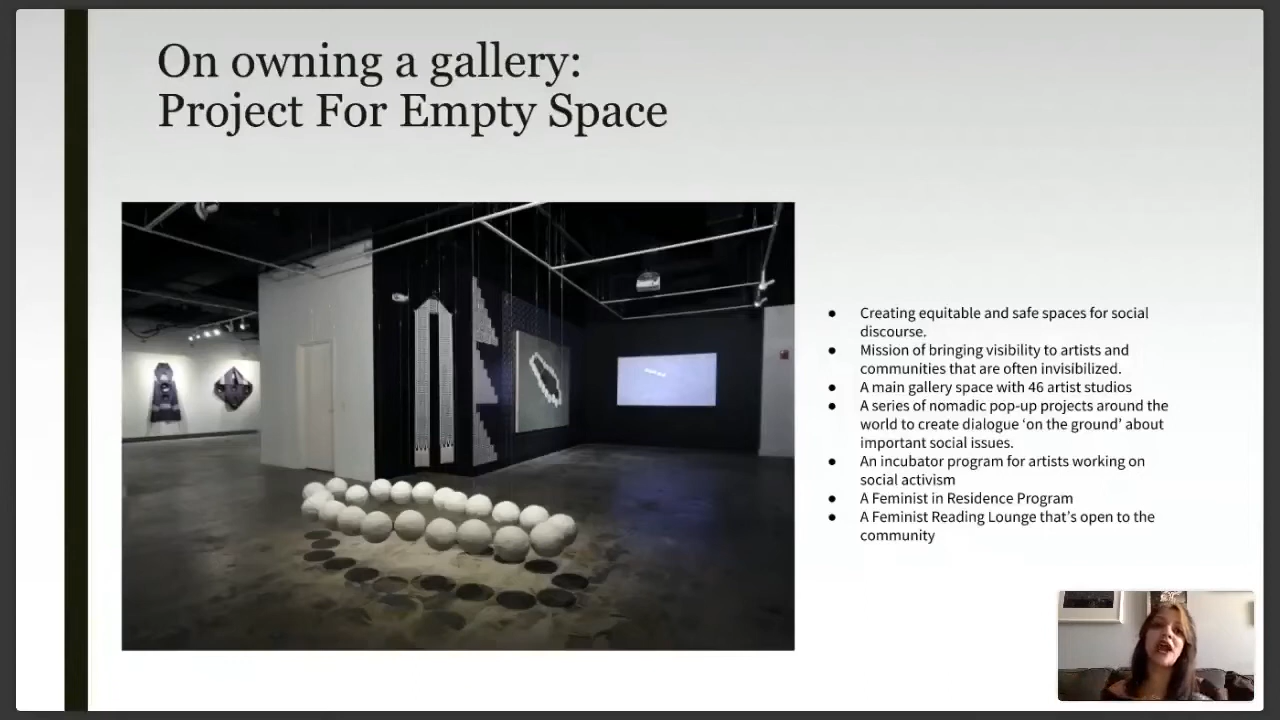 On owning a gallery:
Project For Empty Space
● Creating equitable and safe spaces for social
discourse.
● Mission of bringing visibility to artists and
communities that are often invisibilized.
● A main gallery space with 46 artist studios
● A series of nomadic pop-up projects around the
world to create dialogue ‘on the ground’ about
important social issues.
● An incubator program for artists working on
social activism
● A Feminist in Residence Program
● A Feminist Reading Lounge that’s open to the
community